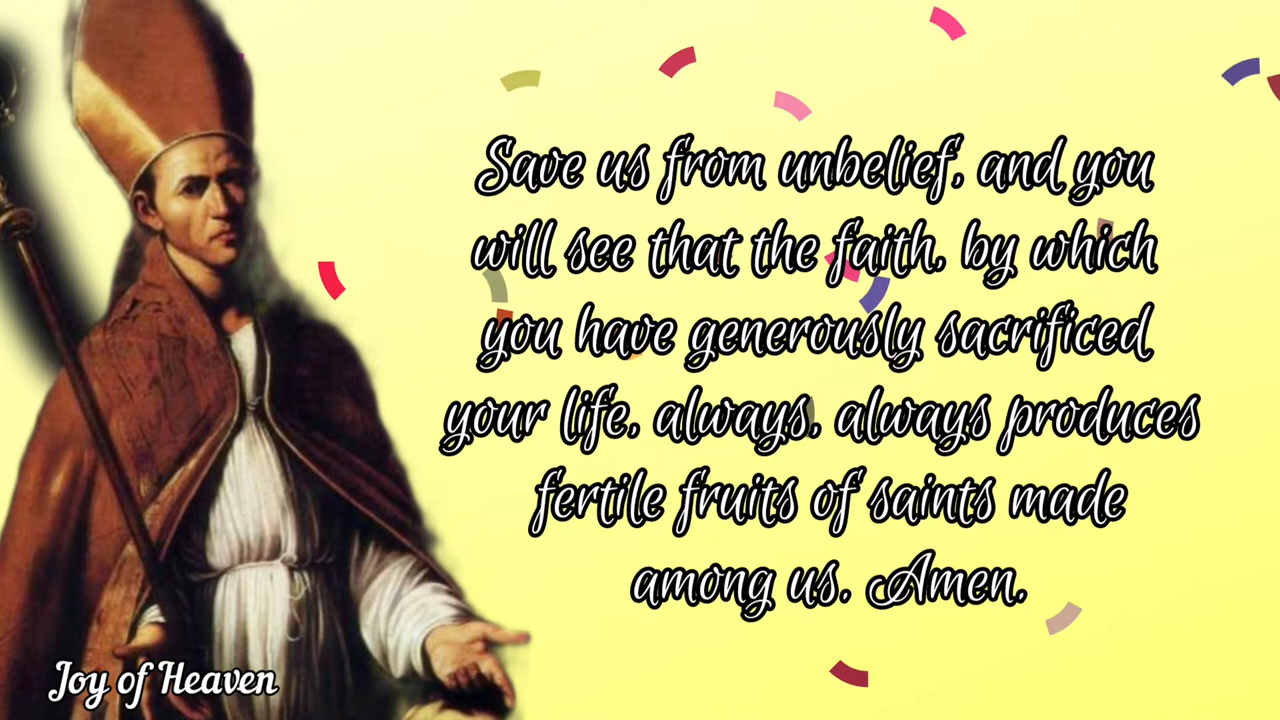 Save us from unbelief, and you
will see that the faith, by which
you have generously sacrificed
your life, always, always produces
fertile fruits of saints made
among us. Amen.
Joy of Heaven